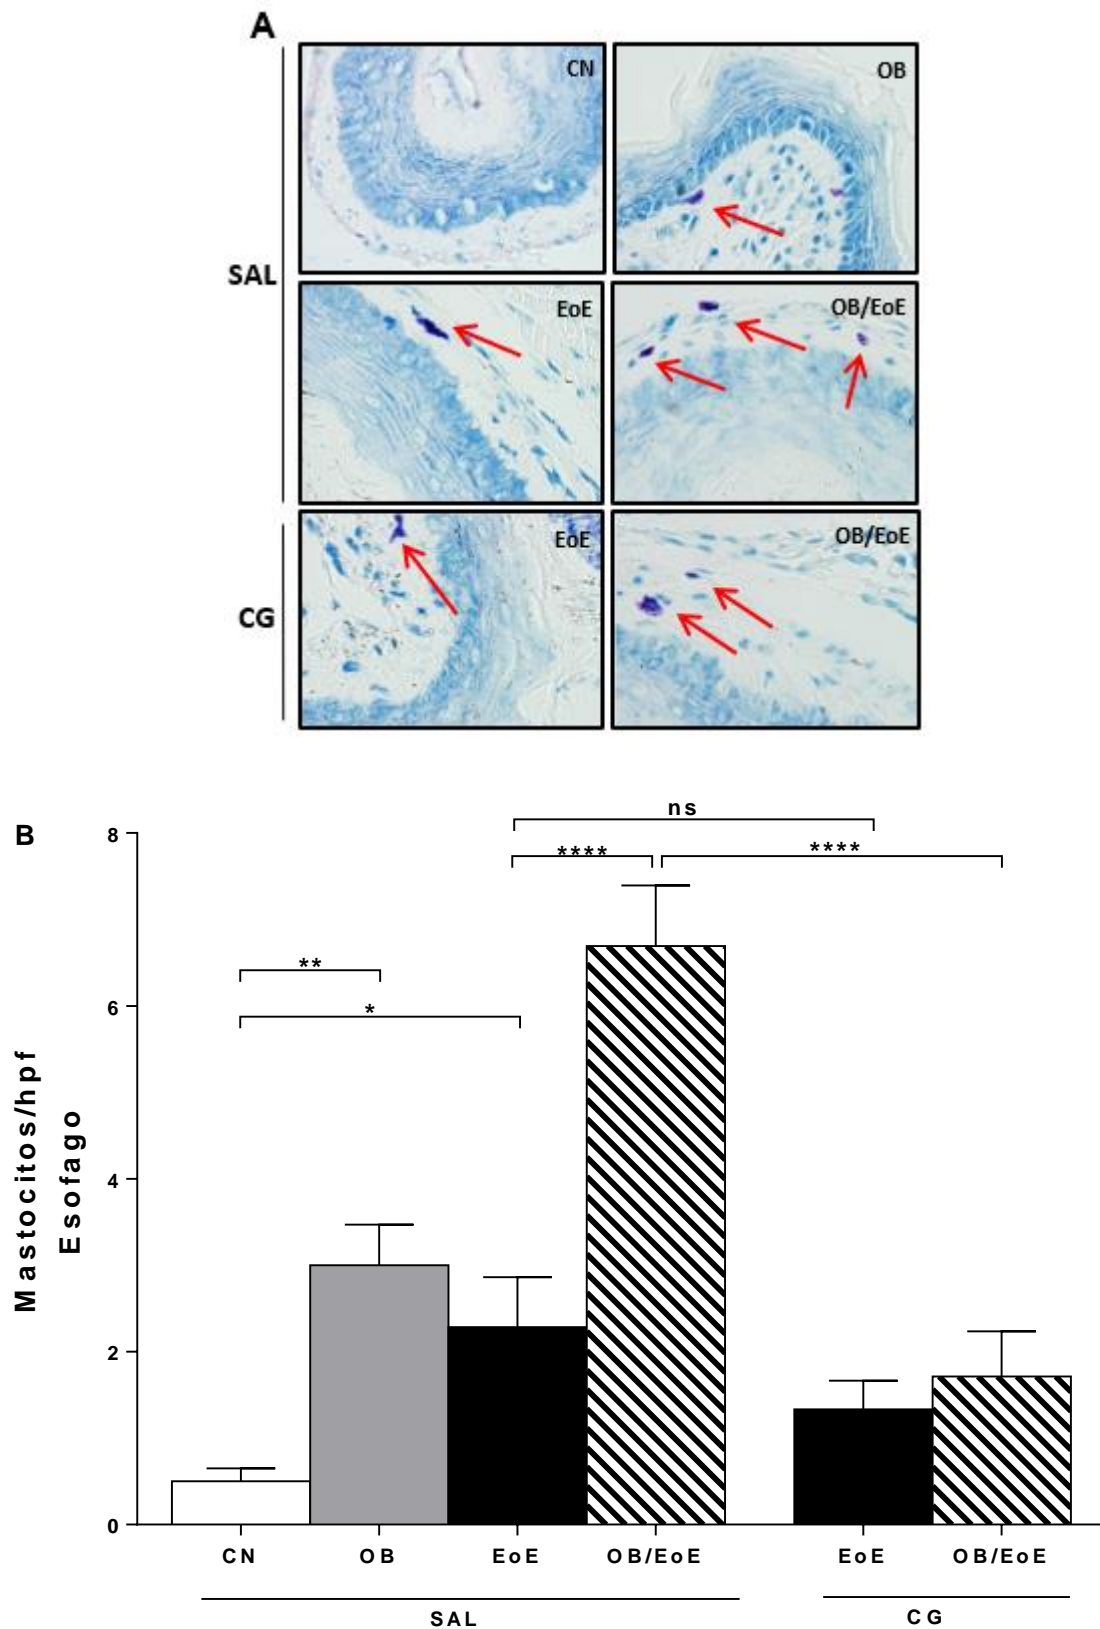 A
CN
OB
SAL
EoE
OB/EoE
CG
EoE
OB/EoE
B
ns
****
****
**
*
8
6
4
2
0
Mastocitos/hpf
Esofago
CN
OB
EoE
OB/EoE
EoE
OB/EoE
SAL
CG